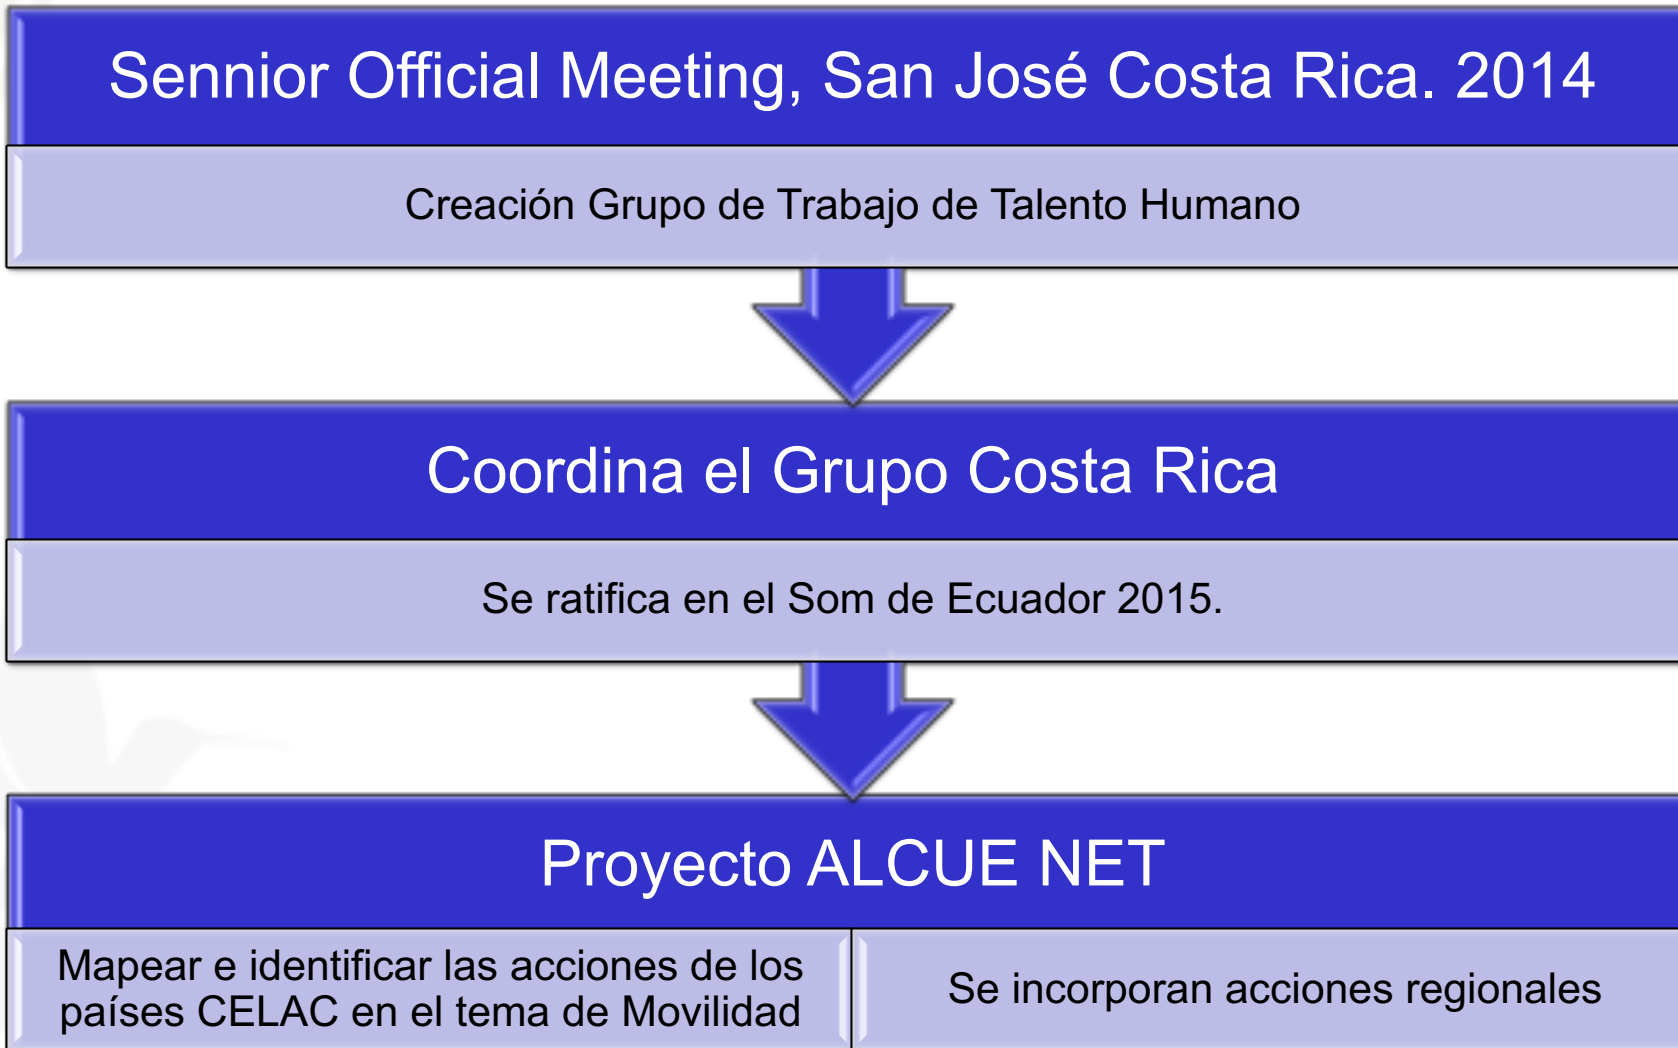 Sennior Official Meeting, San José Costa Rica. 2014
Creación Grupo de Trabajo de Talento Humano
Coordina el Grupo Costa Rica
Se ratifica en el Som de Ecuador 2015.
Proyecto ALCUE NET
Mapear e identificar las acciones de los
países CELAC en el tema de Movilidad
Se incorporan acciones regionales